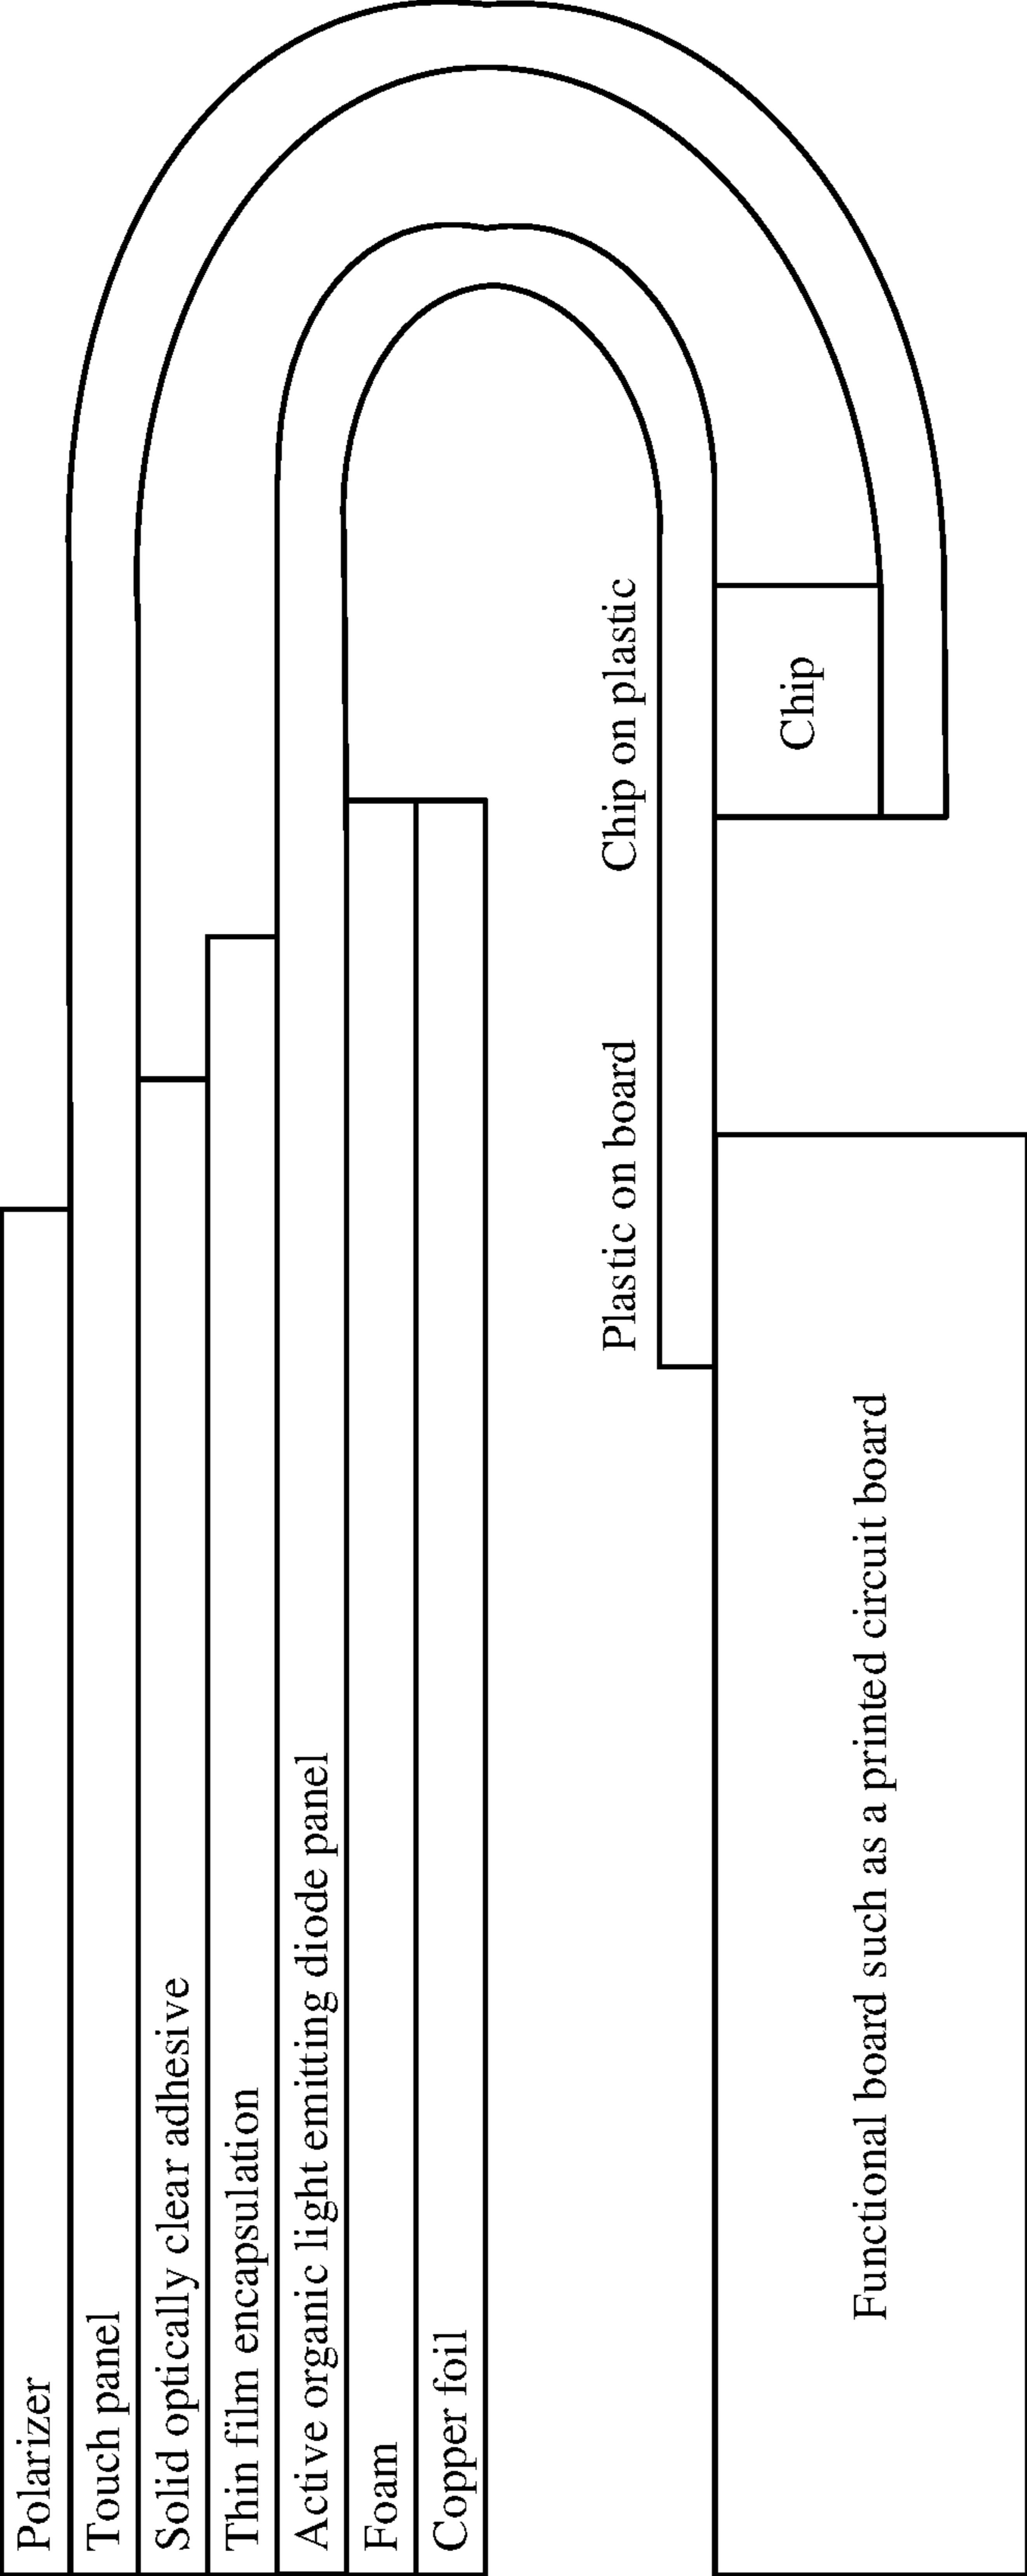 Polarizer
Touch panel
Solid optically clear adhesive
Thin film encapsulation
Active organic light emitting diode panel
Foam
Copper foil
Plastic on board
Chip on plastic
Chip
Functional board such as a printed circuit board